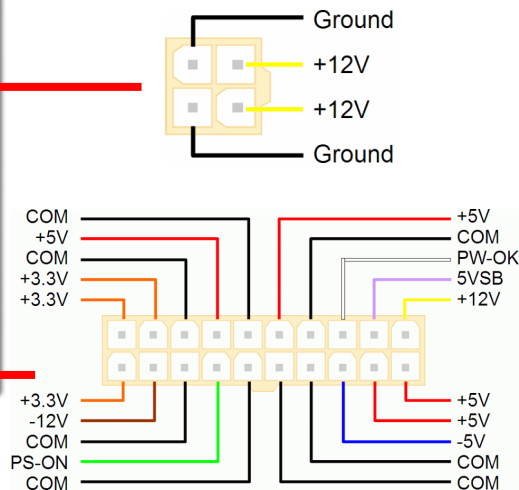 Ground
+12V
+12V
Ground
COM
+5V
COM
+3.3V
+3.3V
+5V
COM
PW-OK
5VSB
+12V
+3.3V
-12V
COM
PS-ON
COM
+5V
+5V
-5V
COM
COM